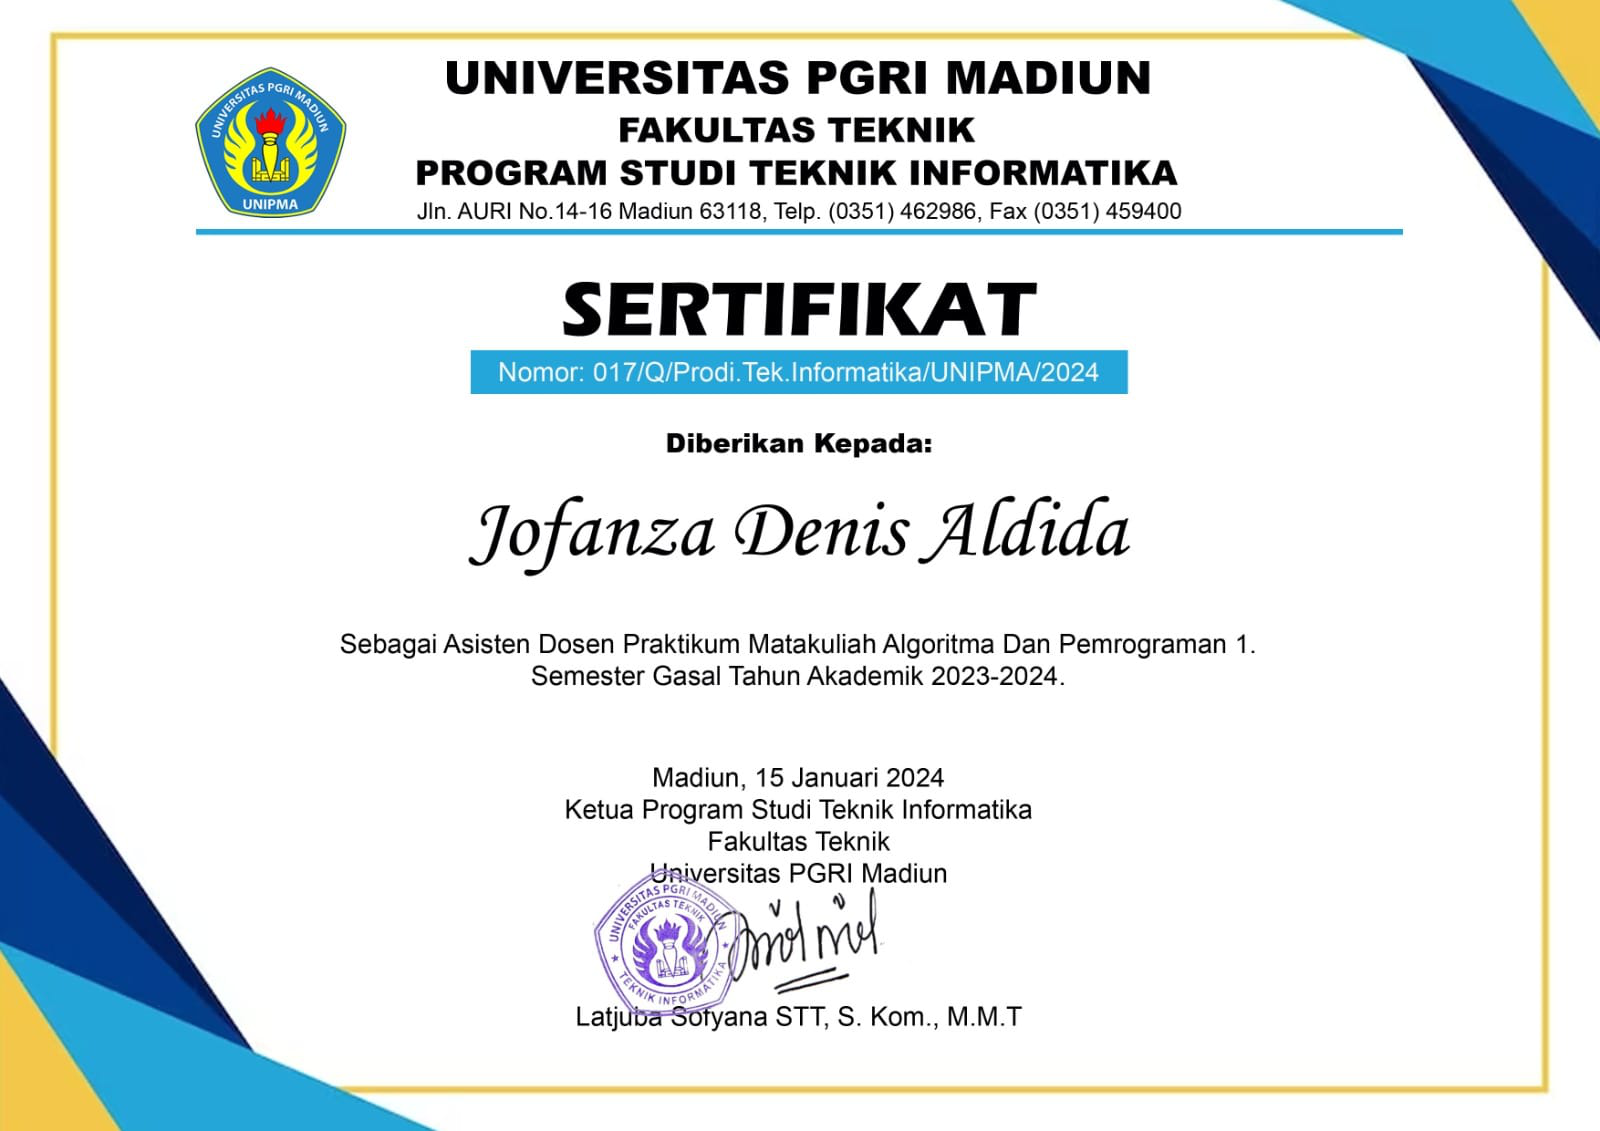 UNIVERSITAS PGRI MADIUN
FAKULTAS TEKNIK
PROGRAM STUDI TEKNIK INFORMATIKA
Jln. AURI No.14-16 Madiun 63118, Telp. (0351) 462986, Fax (0351) 459400
UNIVERSITAS PGRI MADIUN
UNIPMA
SERTIFIKAT
Nomor: 017/Q/Prodi.Tek.Informatika/UNIPMA/2024
Diberikan Kepada:
Jofanza Denis Aldida
Sebagai Asisten Dosen Praktikum Matakuliah Algoritma Dan Pemrograman 1.
Semester Gasal Tahun Akademik 2023-2024.
Madiun, 15 Januari 2024
Ketua Program Studi Teknik Informatika
Fakultas Teknik
Universitas PGRI Madiun
UNIVERSITAS PGRI MADIUN
FAKULTAS TEKNIK
TEKNIK INFORMATIKA
Latjuba Sofyana STT, S. Kom., M.M.T